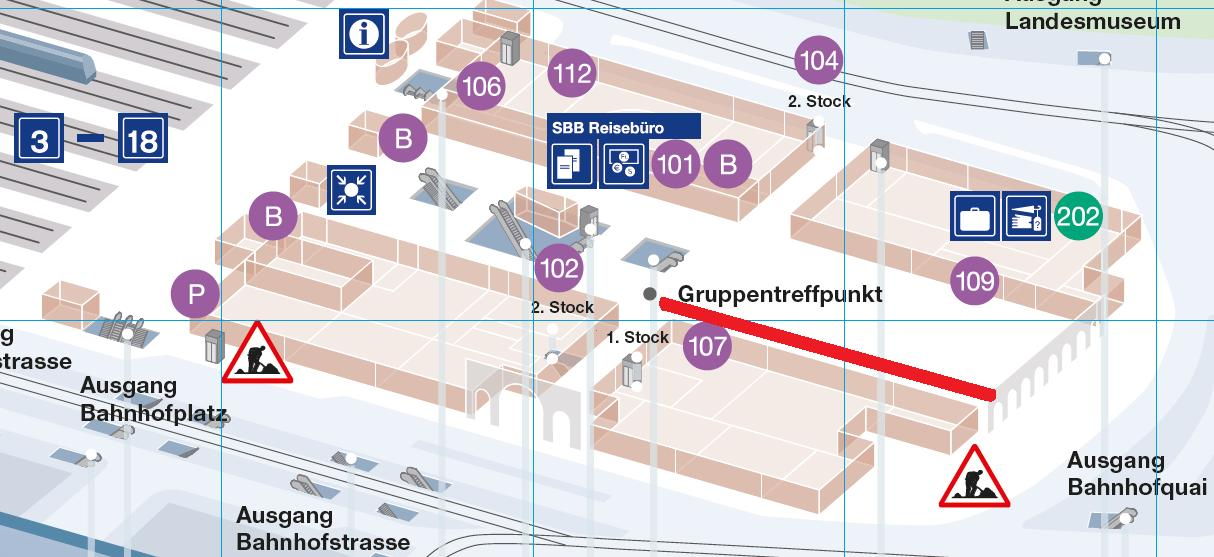 Ausgang
Landesmuseum
i
104
2. Stock
106
112
3 – 18
B
SBB Reisebüro
101
B
B
202
109
102
2. Stock
P
Gruppentreffpunkt
1. Stock
107
g
strasse
Ausgang
Bahnhofplatz
Ausgang
Bahnhofquai
Ausgang
Bahnhofstrasse